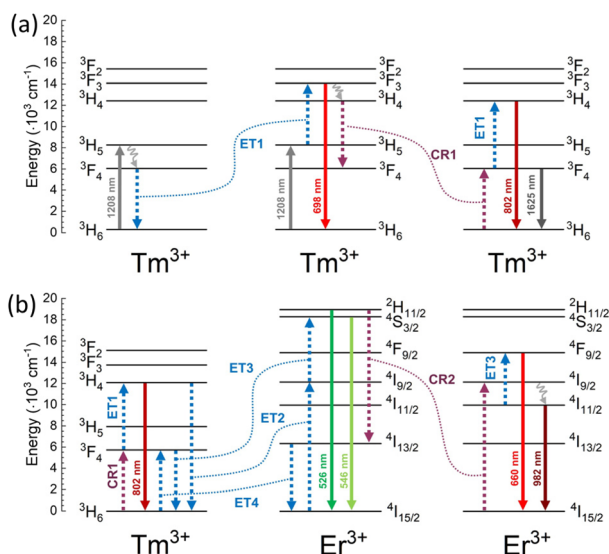 (a)
Energy (·10³ cm⁻¹)
20
18
16
14
12
10
8
6
4
2
0
³F₂
³F₃
³H₄
³H₅
³F₄
³H₆
1208 nm
Tm³⁺
ET1
³F₂
³F₃
³H₄
³H₅
³F₄
³H₆
1208 nm
698 nm
Tm³⁺
CR1
³F₂
³F₃
³H₄
³H₅
³F₄
³H₆
ET1
802 nm
1625 nm
Tm³⁺
(b)
Energy (·10³ cm⁻¹)
20
18
16
14
12
10
8
6
4
2
0
³F₂
³F₃
³H₄
³H₅
³F₄
³H₆
ET1
CR1
802 nm
Tm³⁺
ET3
ET2
ET4
²H₁₁/₂
⁴S₃/₂
⁴F₉/₂
⁴I₉/₂
⁴I₁₁/₂
⁴I₁₃/₂
⁴I₁₅/₂
526 nm
546 nm
Er³⁺
CR2
ET3
660 nm
982 nm
²H₁₁/₂
⁴S₃/₂
⁴F₉/₂
⁴I₉/₂
⁴I₁₁/₂
⁴I₁₃/₂
⁴I₁₅/₂
Er³⁺